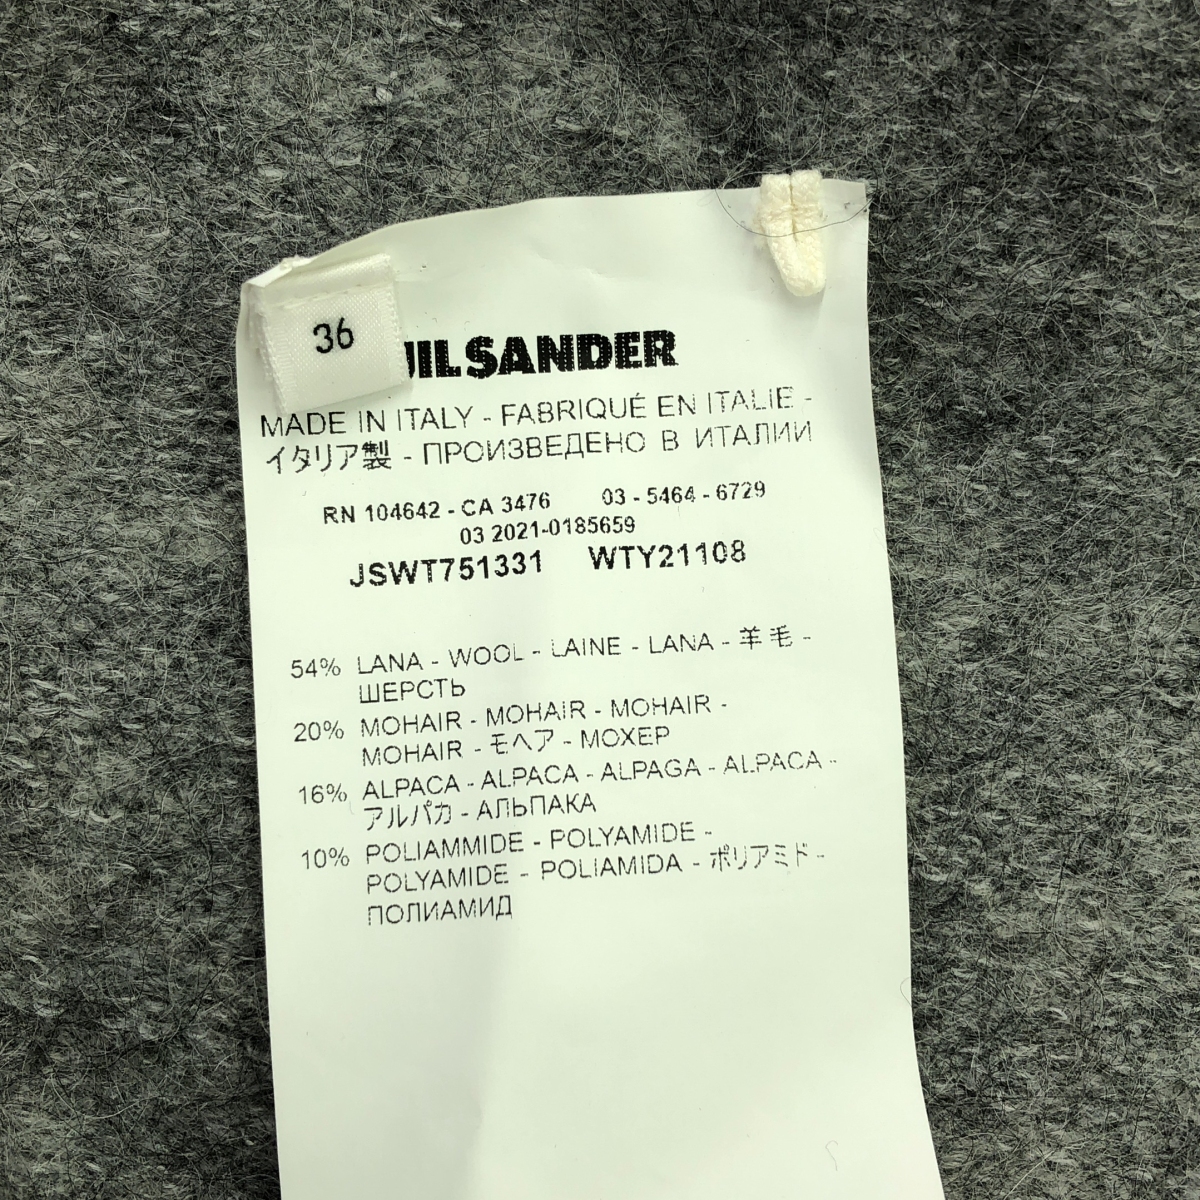 36
JIL SANDER
MADE IN ITALY - FABRIQUÉ EN ITALIE -
イタリア製 - ПРОИЗВЕДЕНО В ИТАЛИИ
RN 104642 - CA 3476 03 - 5464 - 6729
03 2021-0185659
JSWT751331 WTY21108
54% LANA - WOOL - LAINE - LANA - 羊毛 -
ШЕРСТЬ
20% MOHAIR - MOHAIR - MOHAIR -
MOHAIR - モヘア - МОХЕР
16% ALPACA - ALPACA - ALPAGA - ALPACA -
アルパカ - АЛЬПАКА
10% POLIAMMIDE - POLYAMIDE -
POLYAMIDE - POLIAMIDA - ポリアミド -
ПОЛИАМИД